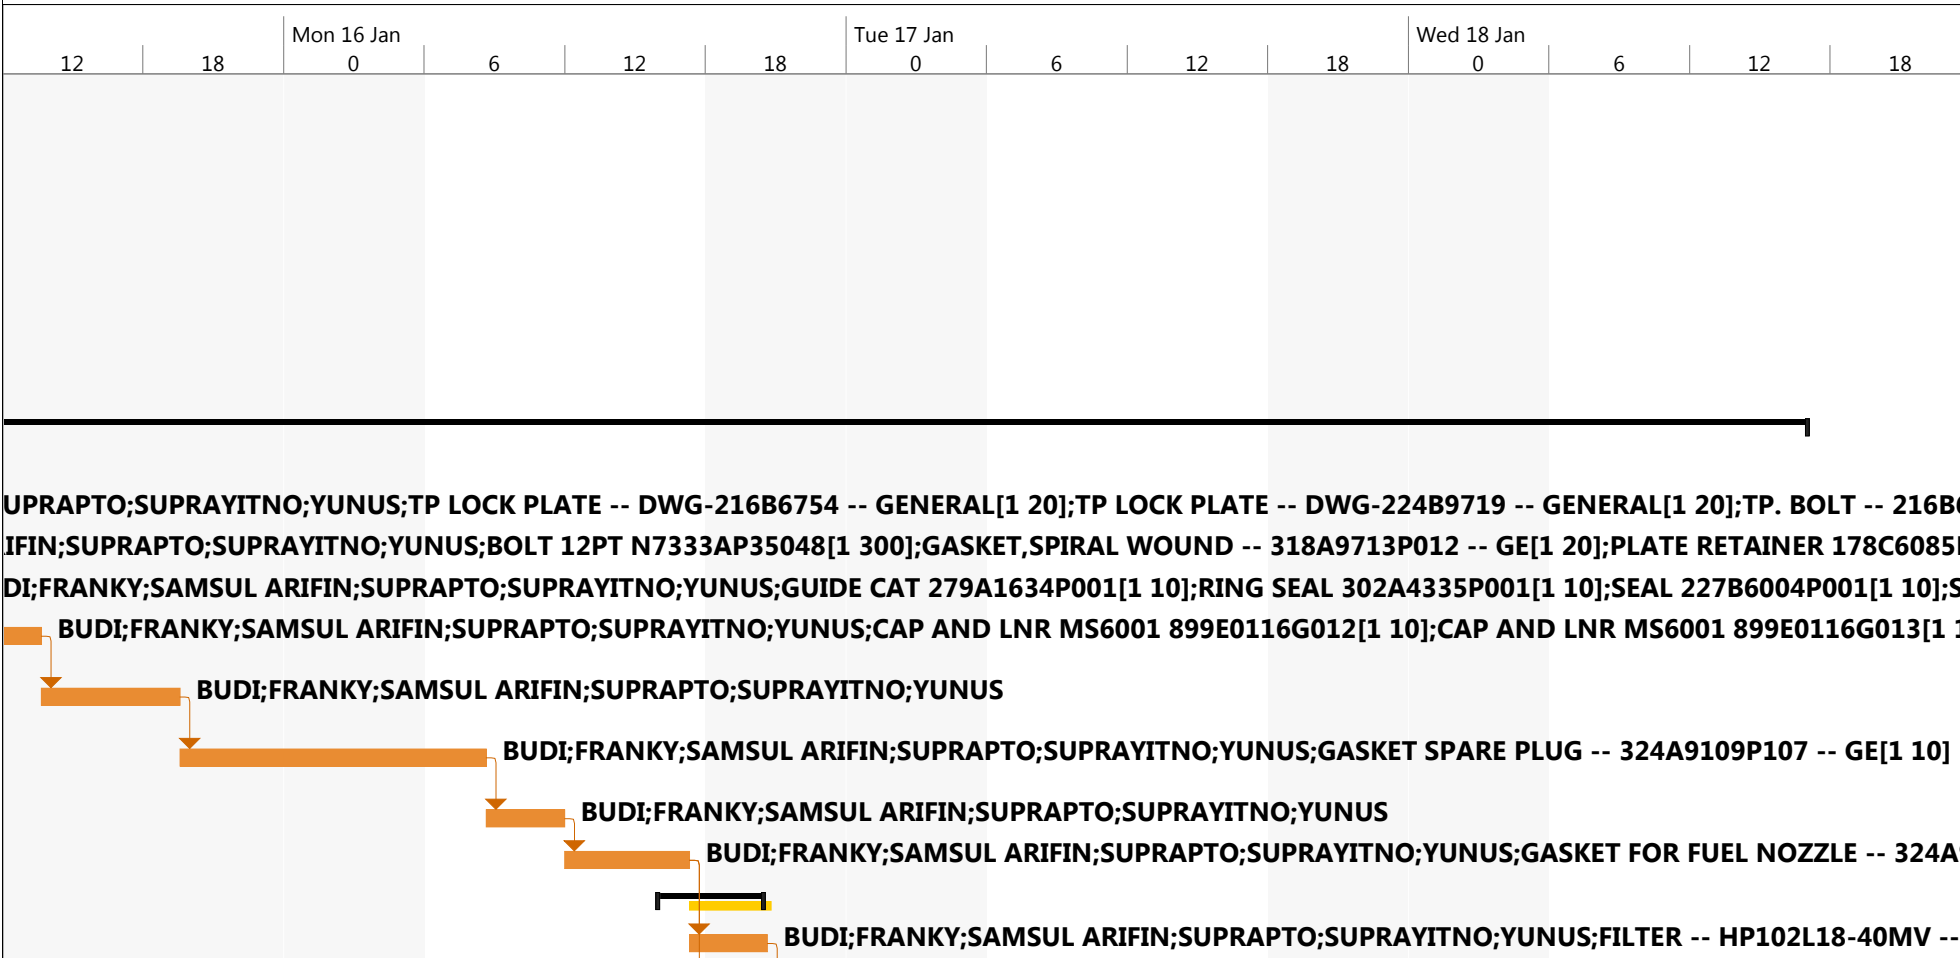 Mon 16 Jan Tue 17 Jan Wed 18 Jan
12 18 0 6 12 18 0 6 12 18 0 6 12 18
UPRAPTO;SUPRAYITNO;YUNUS;TP LOCK PLATE -- DWG-216B6754 -- GENERAL[1 20];TP LOCK PLATE -- DWG-224B9719 -- GENERAL[1 20];TP. BOLT -- 216B6
IFIN;SUPRAPTO;SUPRAYITNO;YUNUS;BOLT 12PT N7333AP35048[1 300];GASKET,SPIRAL WOUND -- 318A9713P012 -- GE[1 20];PLATE RETAINER 178C6085
DI;FRANKY;SAMSUL ARIFIN;SUPRAPTO;SUPRAYITNO;YUNUS;GUIDE CAT 279A1634P001[1 10];RING SEAL 302A4335P001[1 10];SEAL 227B6004P001[1 10];S
BUDI;FRANKY;SAMSUL ARIFIN;SUPRAPTO;SUPRAYITNO;YUNUS;CAP AND LNR MS6001 899E0116G012[1 10];CAP AND LNR MS6001 899E0116G013[1 1
BUDI;FRANKY;SAMSUL ARIFIN;SUPRAPTO;SUPRAYITNO;YUNUS
BUDI;FRANKY;SAMSUL ARIFIN;SUPRAPTO;SUPRAYITNO;YUNUS;GASKET SPARE PLUG -- 324A9109P107 -- GE[1 10]
BUDI;FRANKY;SAMSUL ARIFIN;SUPRAPTO;SUPRAYITNO;YUNUS
BUDI;FRANKY;SAMSUL ARIFIN;SUPRAPTO;SUPRAYITNO;YUNUS;GASKET FOR FUEL NOZZLE -- 324A
BUDI;FRANKY;SAMSUL ARIFIN;SUPRAPTO;SUPRAYITNO;YUNUS;FILTER -- HP102L18-40MV --